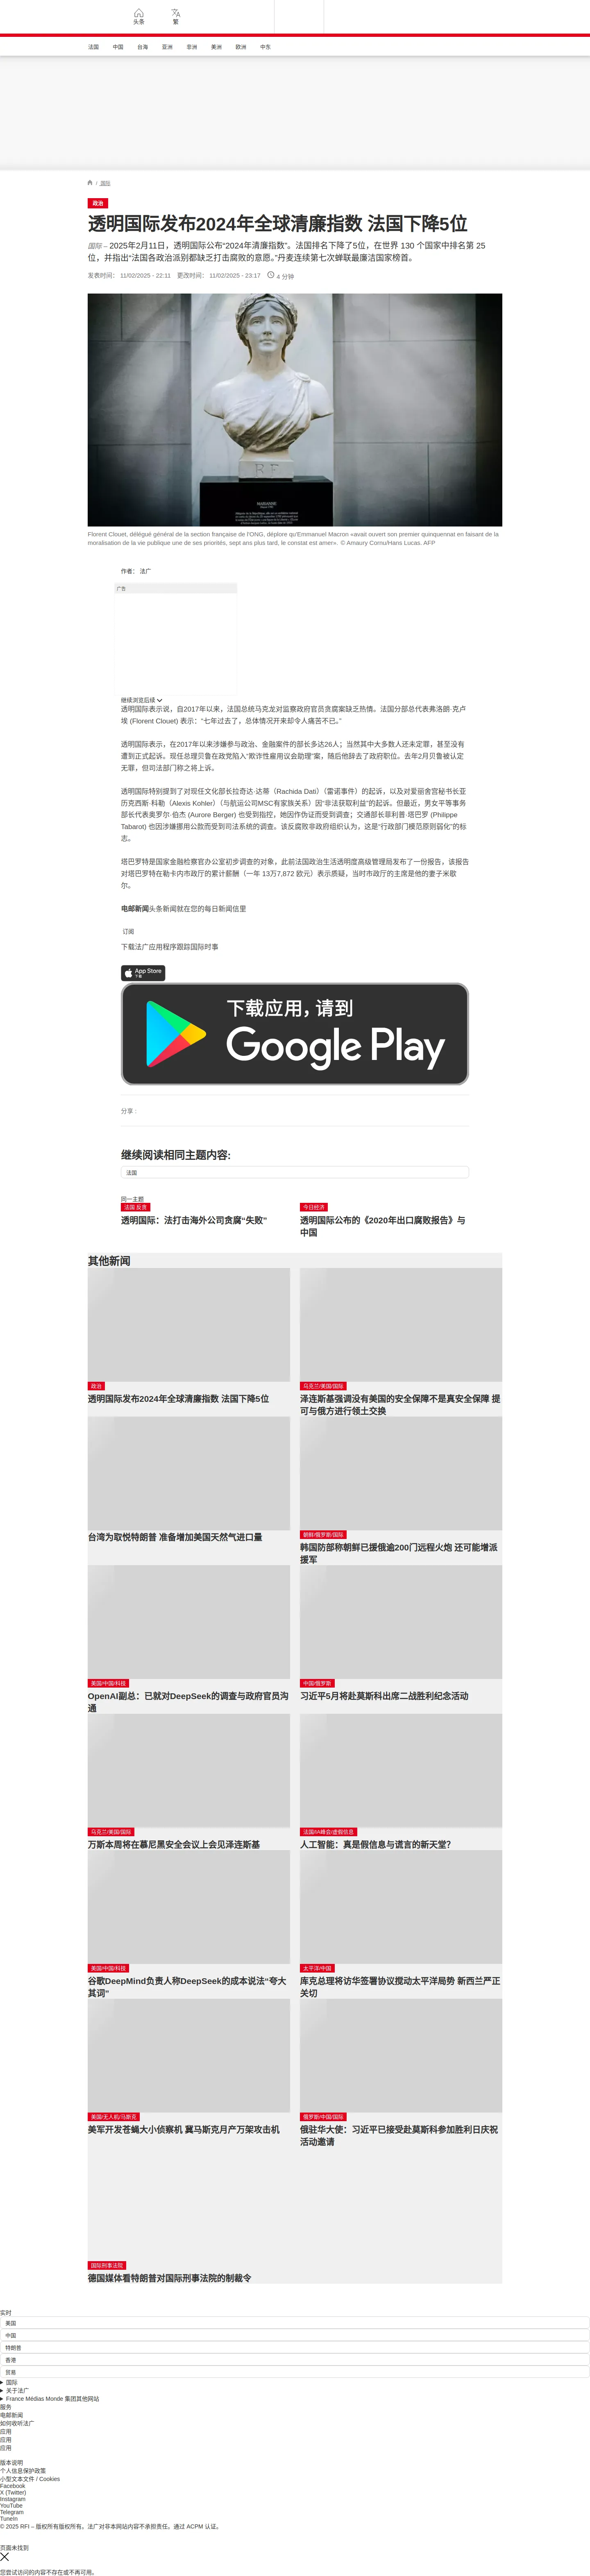 头条
繁
法国
中国
台海
亚洲
非洲
美洲
欧洲
中东
/ 国际
政治
透明国际发布2024年全球清廉指数 法国下降5位
国际 – 2025年2月11日，透明国际公布“2024年清廉指数”。法国排名下降了5位，在世界 130 个国家中排名第 25
位，并指出“法国各政治派别都缺乏打击腐败的意愿。”丹麦连续第七次蝉联最廉洁国家榜首。
发表时间： 11/02/2025 - 22:11 更改时间： 11/02/2025 - 23:17 4 分钟
R F
MARIANNE
Florent Clouet, délégué général de la section française de l'ONG, déplore qu'Emmanuel Macron «avait ouvert son premier quinquennat en faisant de la
moralisation de la vie publique une de ses priorités, sept ans plus tard, le constat est amer». © Amaury Cornu/Hans Lucas. AFP
作者： 法广
广告
继续浏览后续
透明国际表示说，自2017年以来，法国总统马克龙对监察政府官员贪腐案缺乏热情。法国分部总代表弗洛朗·克卢
埃 (Florent Clouet) 表示：“七年过去了，总体情况开来却令人痛苦不已。”
透明国际表示，在2017年以来涉嫌参与政治、金融案件的部长多达26人；当然其中大多数人还未定罪，甚至没有
遭到正式起诉。现任总理贝鲁在政党陷入“欺诈性雇用议会助理”案，随后他辞去了政府职位。去年2月贝鲁被认定
无罪，但司法部门称之将上诉。
透明国际特别提到了对现任文化部长拉奇达·达蒂（Rachida Dati）（雷诺事件）的起诉，以及对爱丽舍宫秘书长亚
历克西斯·科勒（Alexis Kohler）（与航运公司MSC有家族关系）因“非法获联利益”的起诉。但最近，男女平等事务
部长代表奥罗尔·伯杰 (Aurore Berger) 也受到指控，她因作伪证而受到调查；交通部长菲利普·塔巴罗 (Philippe
Tabarot) 也因涉嫌挪用公款而受到司法系统的调查。该反腐败非政府组织认为，这是“行政部门模范原则弱化”的标
志。
塔巴罗特是国家金融检察官办公室初步调查的对象，此前法国政治生活透明度高级管理局发布了一份报告，该报告
对塔巴罗特在勒卡内市政厅的累计薪酬（一年 13万7,872 欧元）表示质疑，当时市政厅的主席是他的妻子米歇
尔。
电邮新闻头条新闻就在您的每日新闻信里
订阅
下载法广应用程序跟踪国际时事
App Store
下载
下载应用，请到
Google Play
分享 :
继续阅读相同主题内容:
法国
同一主题
法国 反贪
透明国际：法打击海外公司贪腐“失败”
今日经济
透明国际公布的《2020年出口腐败报告》与
中国
其他新闻
政治
透明国际发布2024年全球清廉指数 法国下降5位
乌克兰/美国/国际
泽连斯基强调没有美国的安全保障不是真安全保障 提
可与俄方进行领土交换
台湾为取悦特朗普 准备增加美国天然气进口量
朝鲜/俄罗斯/国际
韩国防部称朝鲜已援俄逾200门远程火炮 还可能增派
援军
美国/中国/科技
OpenAI副总：已就对DeepSeek的调查与政府官员沟
通
中国/俄罗斯
习近平5月将赴莫斯科出席二战胜利纪念活动
乌克兰/美国/国际
万斯本周将在慕尼黑安全会议上会见泽连斯基
法国/IA峰会/虚假信息
人工智能：真是假信息与谎言的新天堂？
美国/中国/科技
谷歌DeepMind负责人称DeepSeek的成本说法“夸大
其词”
太平洋/中国
库克总理将访华签署协议搅动太平洋局势 新西兰严正
关切
美国/无人机/马斯克
美军开发苍蝇大小侦察机 冀马斯克月产万架攻击机
俄罗斯/中国/国际
俄驻华大使：习近平已接受赴莫斯科参加胜利日庆祝
活动邀请
国际刑事法院
德国媒体看特朗普对国际刑事法院的制裁令
实时
美国
中国
特朗普
香港
贸易
国际
关于法广
France Médias Monde 集团其他网站
服务
电邮新闻
如何收听法广
应用
应用
应用
版本说明
个人信息保护政策
小型文本文件 / Cookies
Facebook
X (Twitter)
Instagram
YouTube
Telegram
TuneIn
© 2025 RFI – 版权所有版权所有。法广对非本网站内容不承担责任。通过 ACPM 认证。
页面未找到
您尝试访问的内容不存在或不再可用。